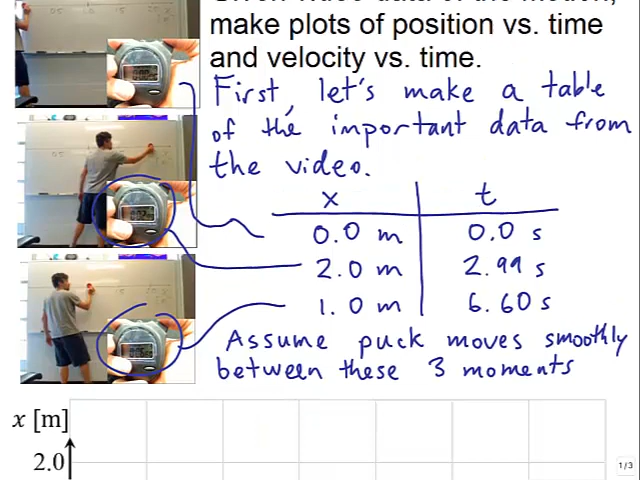 make plots of position vs. time
and velocity vs. time.
First, let's make a table
of the important data from
the video.
x t
0.0 m 0.0 s
2.0 m 2.99 s
1.0 m 6.60 s
Assume puck moves smoothly
between these 3 moments
x [m]
2.0
1/3